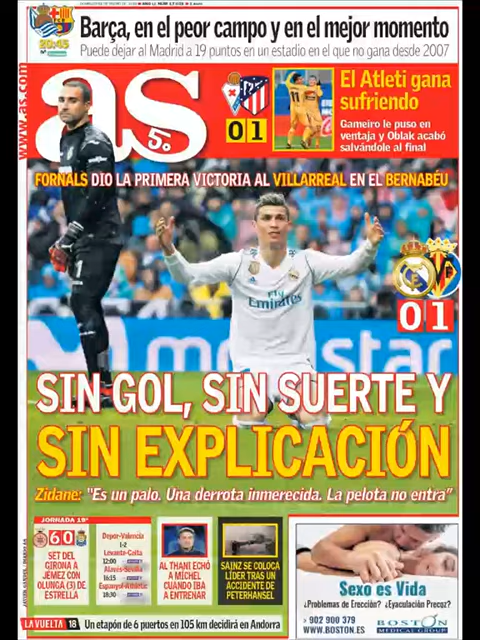 20:45
Barça, en el peor campo y en el mejor momento
Puede dejar al Madrid a 19 puntos en un estadio en el que no gana desde 2007
www.as.com
as
5.
0 1
El Atleti gana
sufriendo
Gameiro le puso en
ventaja y Oblak acabó
salvándole al final
FORNALS DIO LA PRIMERA VICTORIA AL VILLARREAL EN EL BERNABÉU
Fly
Emirates
0 1
movistar
SIN GOL, SIN SUERTE Y
SIN EXPLICACIÓN
Zidane: "Es un palo. Una derrota inmerecida. La pelota no entra"
JORNADA 19ª
6 0
SET DEL
GIRONA A
JÉMEZ CON
OLUNGA (3) DE
ESTRELLA
Depor-Valencia
1-2
Levante-Celta
12:00
Alavés-Sevilla
16:15
Espanyol-Athletic
18:30
AL THANI ECHÓ
A MÍCHEL
CUANDO IBA
A ENTRENAR
SAINZ SE COLOCA
LÍDER TRAS UN
ACCIDENTE DE
PETERHANSEL
Sexo es Vida
¿Problemas de Erección? ¿Eyaculación Precoz?
902 900 379
WWW.BOSTON.ES
BOSTON
MEDICAL GROUP
LA VUELTA 18 Un etapón de 6 puertos en 105 km decidirá en Andorra